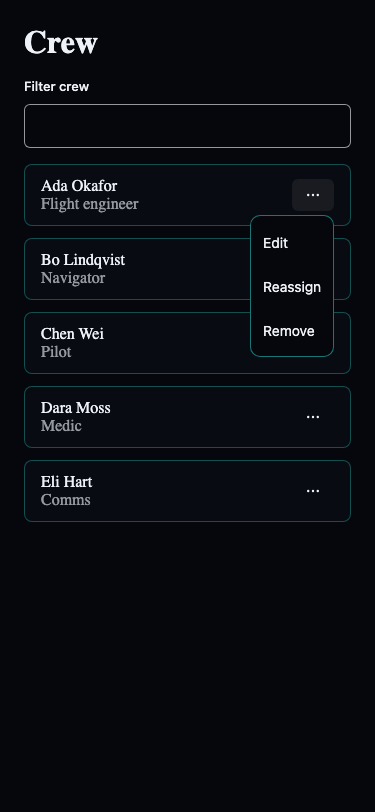 Crew
Filter crew
Ada Okafor
Flight engineer
...
Edit
Bo Lindqvist
Navigator
Reassign
Remove
Chen Wei
Pilot
Dara Moss
Medic
...
Eli Hart
Comms
...